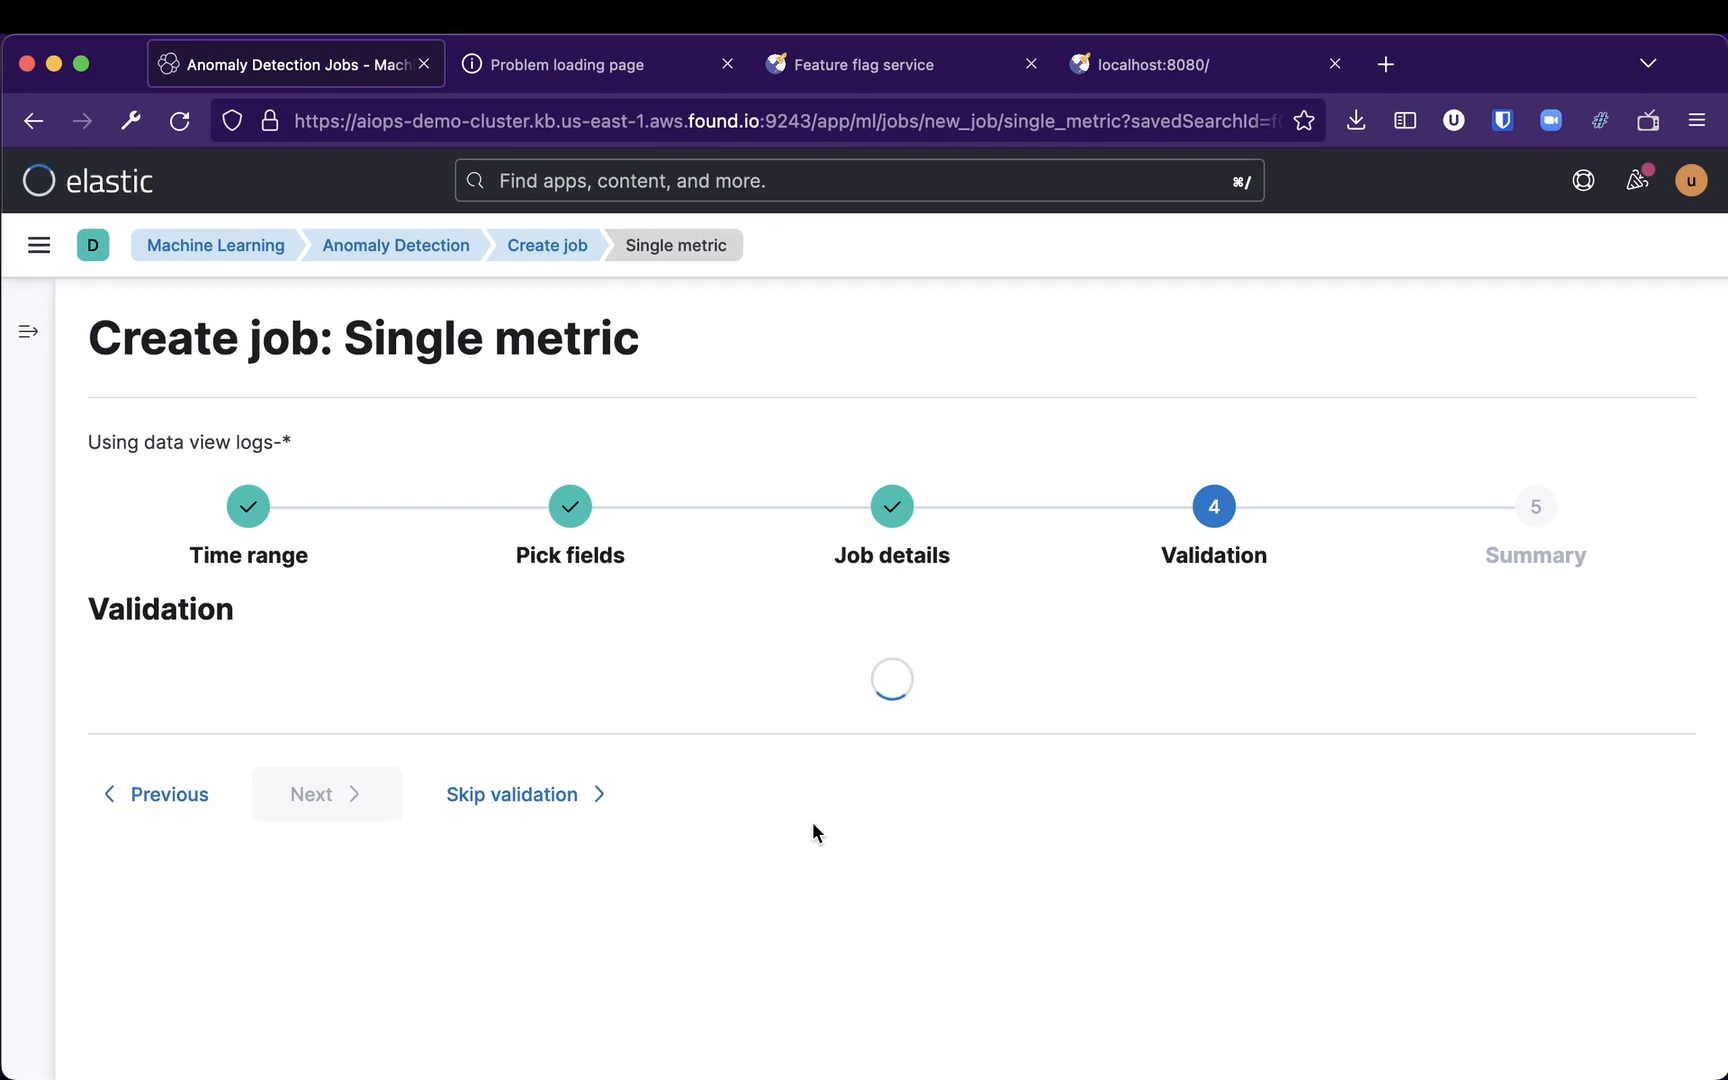 Anomaly Detection Jobs - Mach
Problem loading page
Feature flag service
localhost:8080/
https://aiops-demo-cluster.kb.us-east-1.aws.found.io:9243/app/ml/jobs/new_job/single_metric?savedSearchId=f
U
#
elastic
Find apps, content, and more.
⌘/
u
D
Machine Learning
Anomaly Detection
Create job
Single metric
Create job: Single metric
Using data view logs-*
4
5
Time range
Pick fields
Job details
Validation
Summary
Validation
Previous
Next
Skip validation